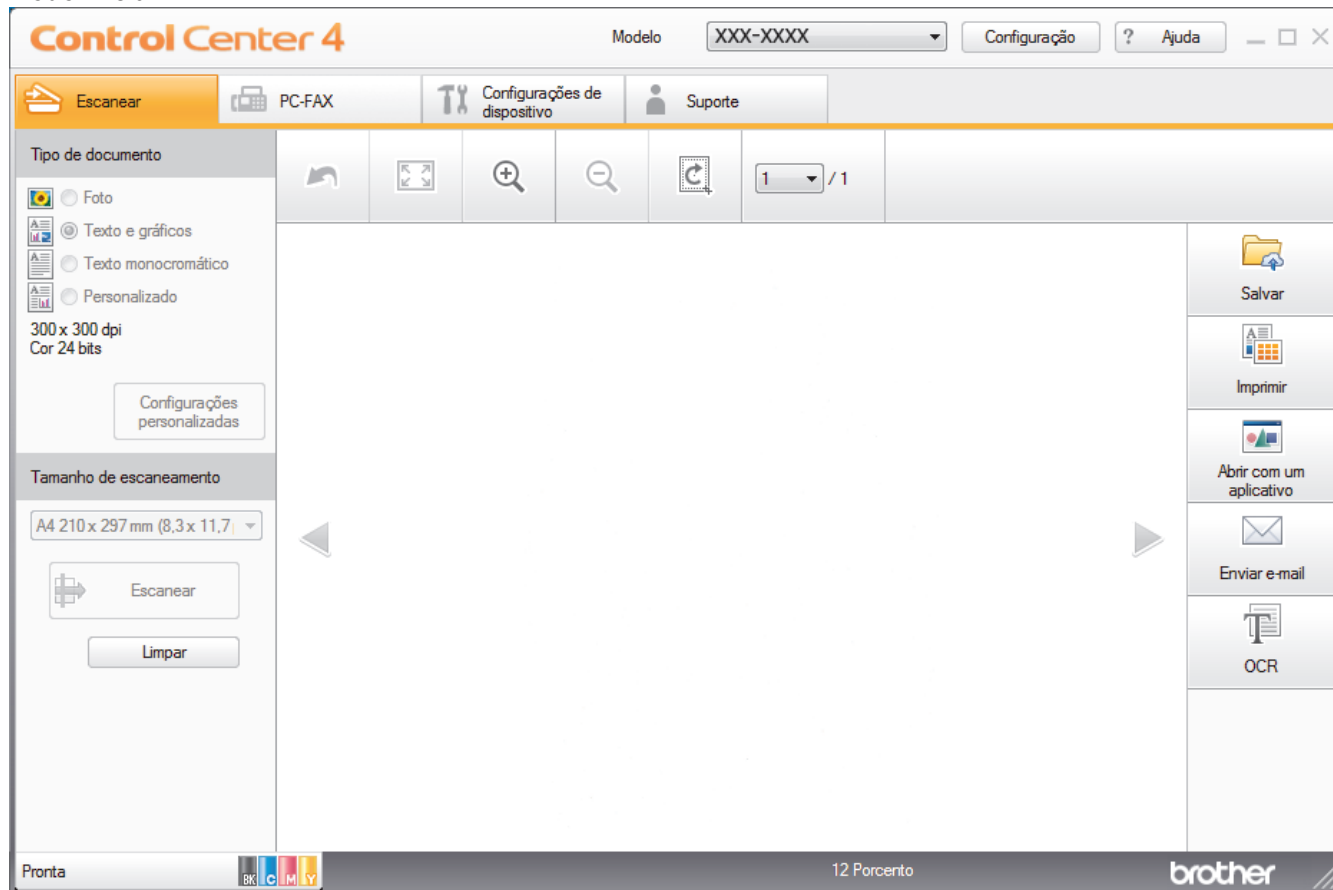 Control Center 4
Modelo
XXX-XXXX
Configuração
? Ajuda
Escanear
PC-FAX
Configurações de
dispositivo
Suporte
Tipo de documento
Foto
Texto e gráficos
Texto monocromático
Personalizado
300 x 300 dpi
Cor 24 bits
Configurações
personalizadas
Tamanho de escaneamento
A4 210 x 297 mm (8,3 x 11,7
Escanear
Limpar
1 / 1
Salvar
Imprimir
Abrir com um
aplicativo
Enviar e-mail
OCR
Pronta
BK C M Y
12 Porcento
brother